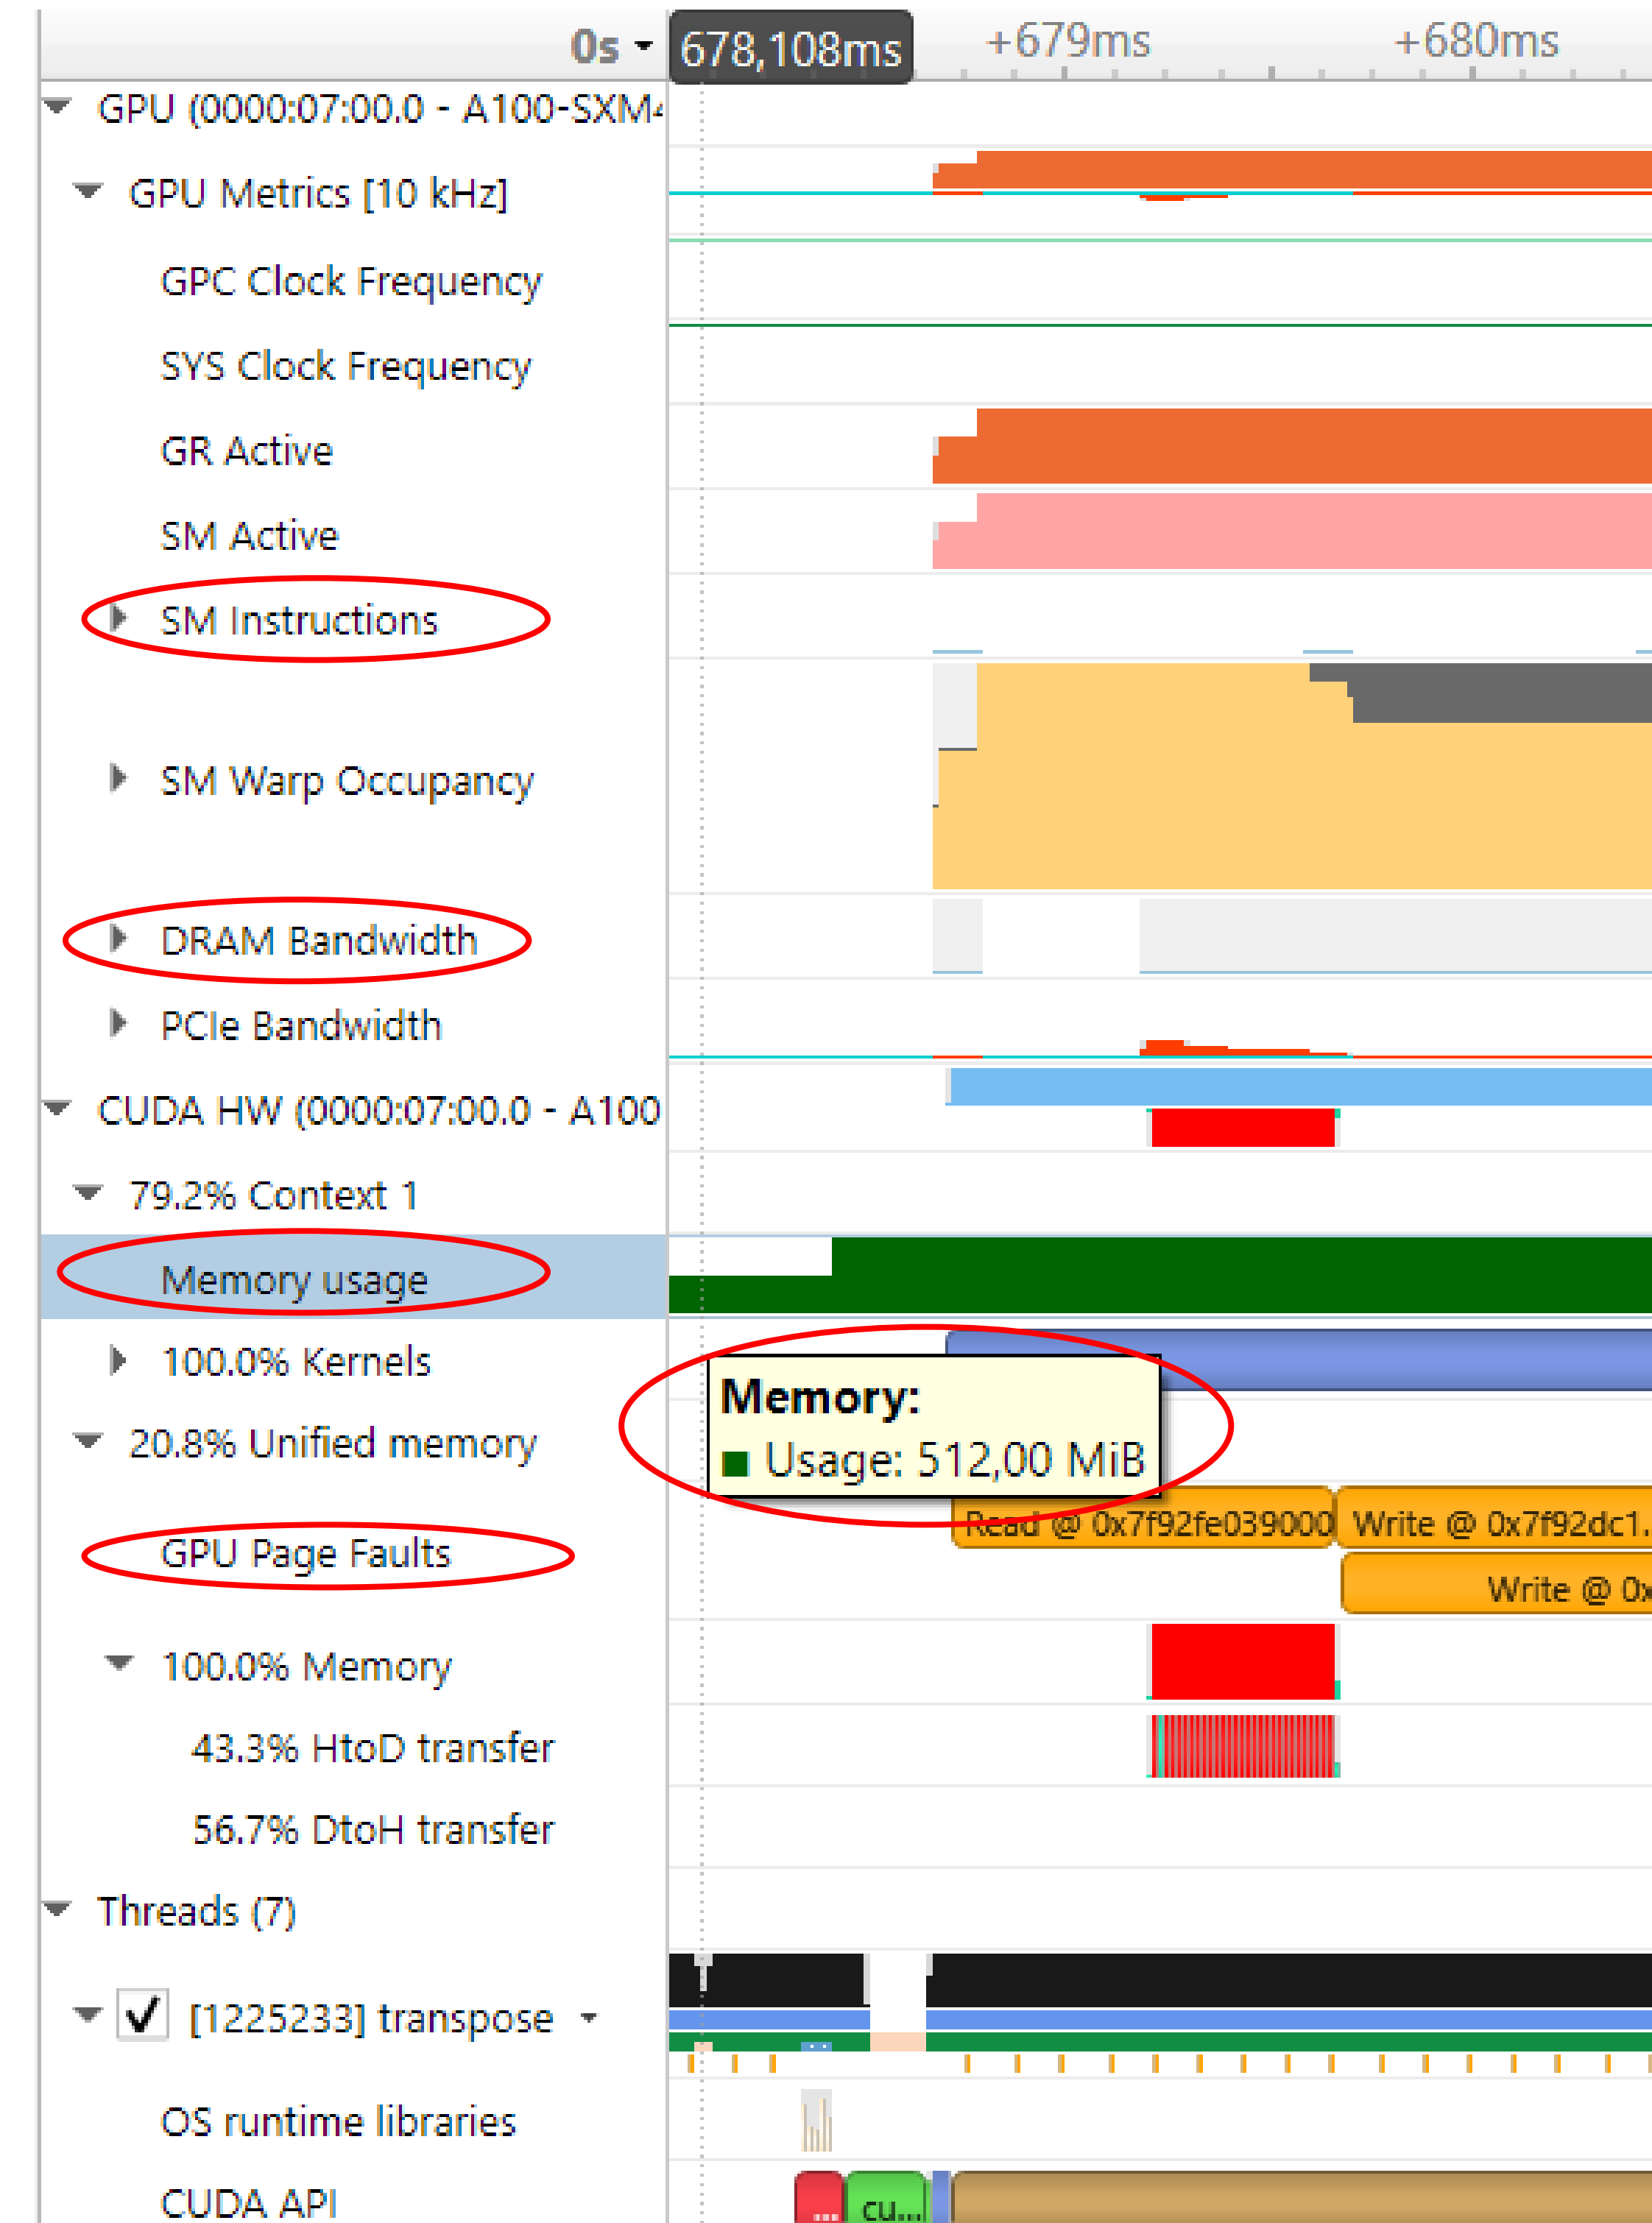 0s 678,108ms +679ms +680ms
GPU (0000:07:00.0 - A100-SXM4
GPU Metrics [10 kHz]
GPC Clock Frequency
SYS Clock Frequency
GR Active
SM Active
SM Instructions
SM Warp Occupancy
DRAM Bandwidth
PCIe Bandwidth
CUDA HW (0000:07:00.0 - A100
79.2% Context 1
Memory usage
100.0% Kernels
Memory:
20.8% Unified memory
Usage: 512,00 MiB
Read @ 0x7f92fe039000 Write @ 0x7f92dc1...
GPU Page Faults
Write @ 0x
100.0% Memory
43.3% HtoD transfer
56.7% DtoH transfer
Threads (7)
[1225233] transpose
OS runtime libraries
CUDA API
... cu...